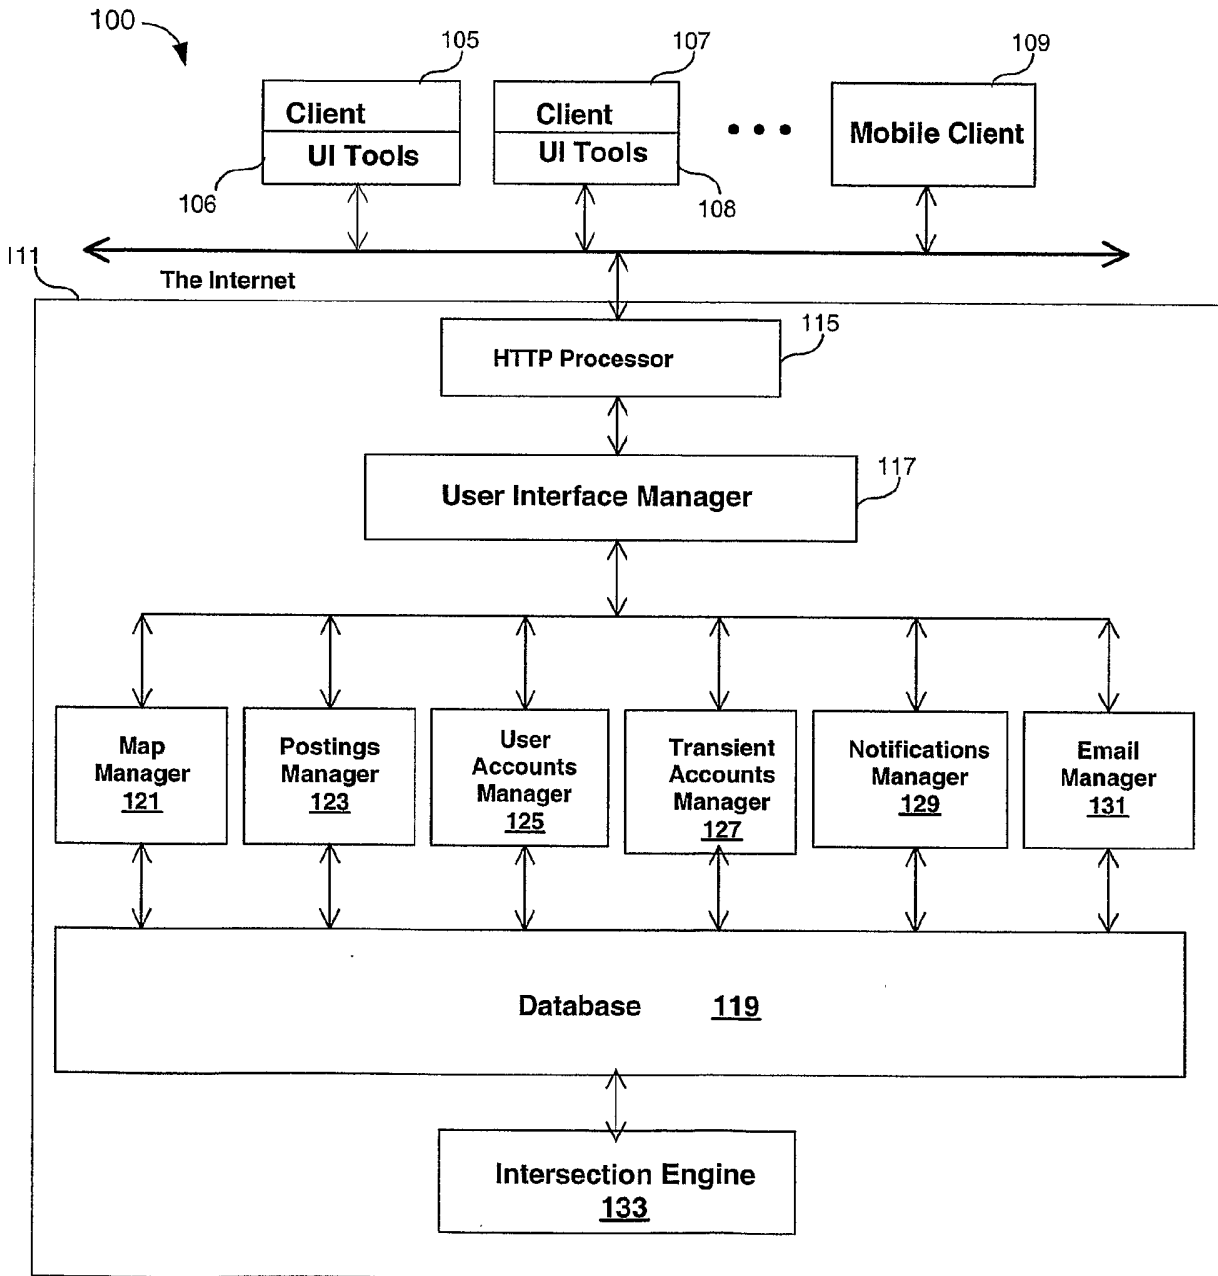 100
105
107
109
Client
UI Tools
Client
UI Tools
Mobile Client
106
108
111
The Internet
115
HTTP Processor
117
User Interface Manager
Map
Manager
121
Postings
Manager
123
User
Accounts
Manager
125
Transient
Accounts
Manager
127
Notifications
Manager
129
Email
Manager
131
Database 119
Intersection Engine
133